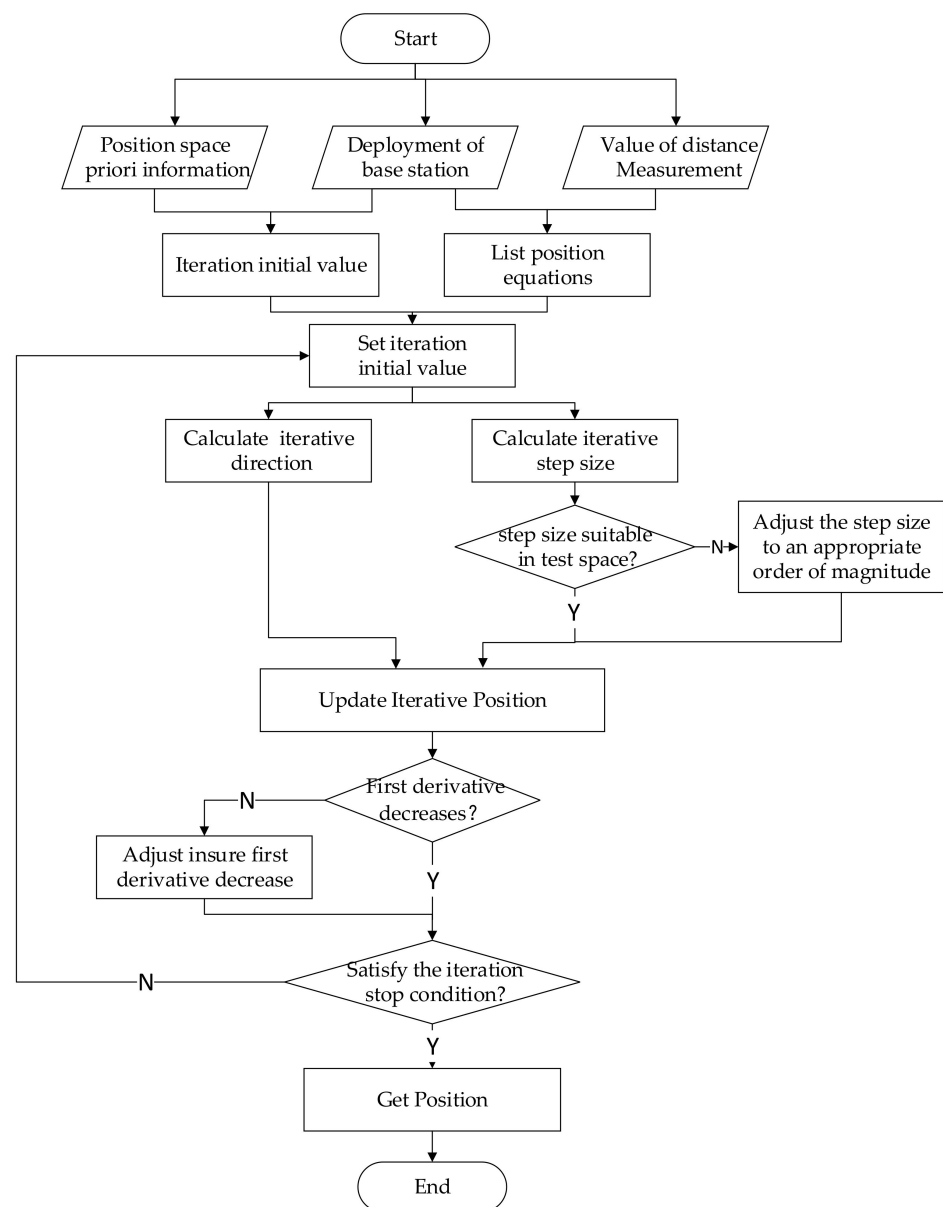 Start
Position space
priori information
Deployment of
base station
Value of distance
Measurement
Iteration initial value
List position
equations
Set iteration
initial value
Calculate iterative
direction
Calculate iterative
step size
step size suitable
in test space?
N
Adjust the step size
to an appropriate
order of magnitude
Y
Update Iterative Position
First derivative
decreases?
N
Adjust insure first
derivative decrease
Y
Satisfy the iteration
stop condition?
N
Y
Get Position
End